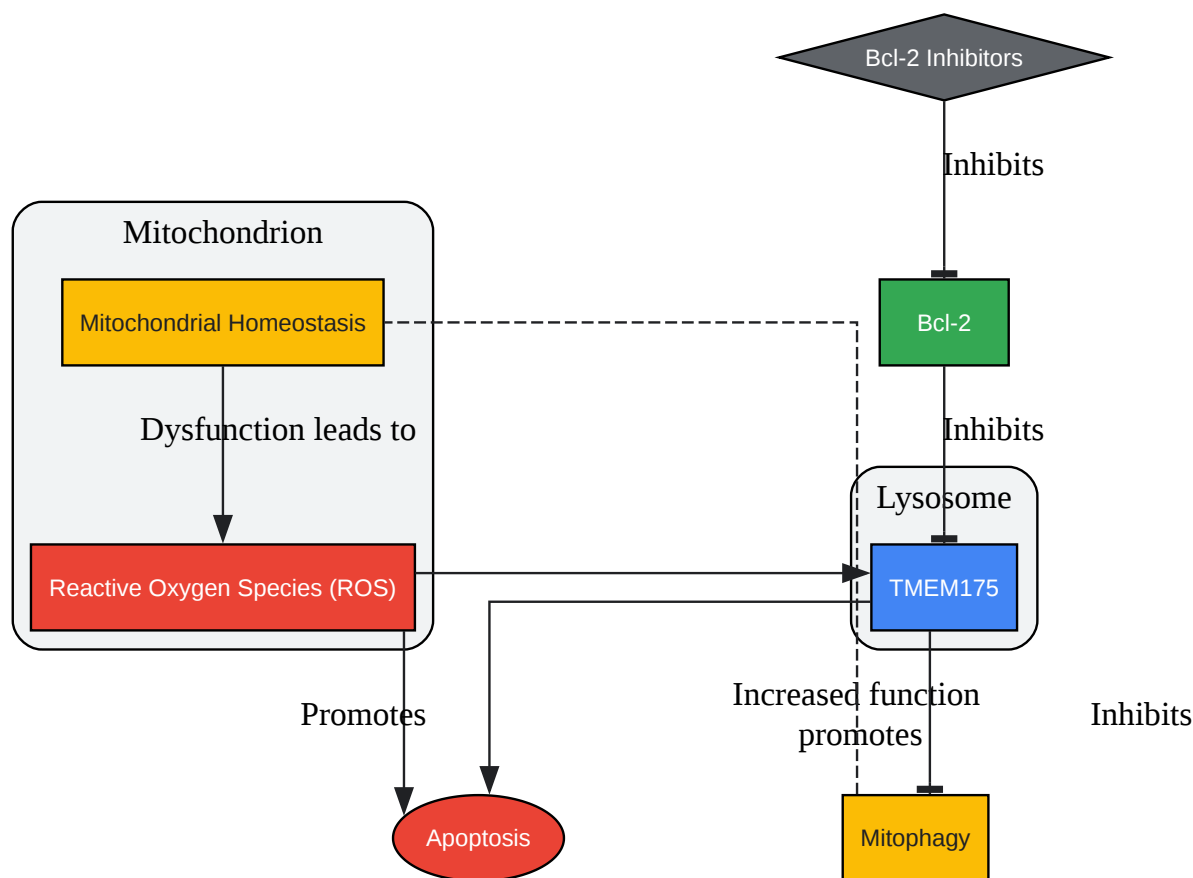 Bcl-2 Inhibitors
Inhibits
Mitochondrion
Mitochondrial Homeostasis
Bcl-2
Dysfunction leads to
Inhibits
Lysosome
Reactive Oxygen Species (ROS)
TMEM175
Promotes
Increased function
promotes
Inhibits
Apoptosis
Mitophagy